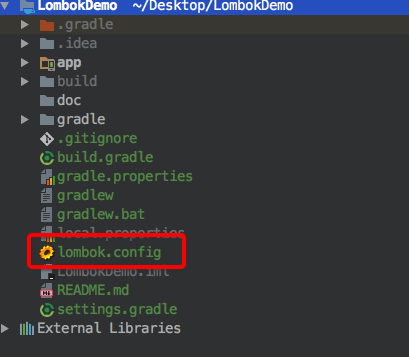 LombokDemo ~/Desktop/LombokDemo
.gradle
.idea
app
build
doc
gradle
.gitignore
build.gradle
gradle.properties
gradlew
gradlew.bat
local.properties
lombok.config
LombokDemo.iml
README.md
settings.gradle
External Libraries